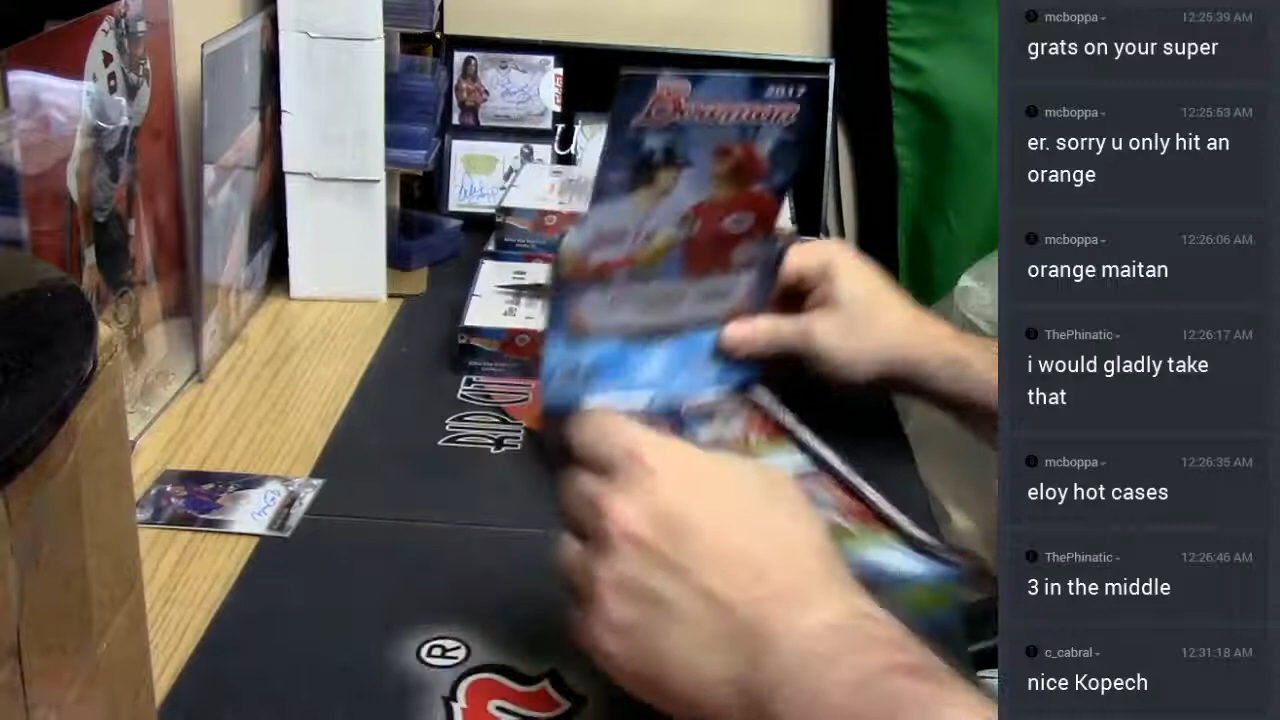 mcboppa
12:25:39 AM
grats on your super
mcboppa
12:25:53 AM
er. sorry u only hit an
orange
mcboppa
12:26:06 AM
orange maitan
ThePhinatic
12:26:17 AM
i would gladly take
that
mcboppa
12:26:35 AM
eloy hot cases
ThePhinatic
12:26:46 AM
3 in the middle
c_cabral
12:31:18 AM
nice Kopech
2017
Bowman
RIP CIT
®